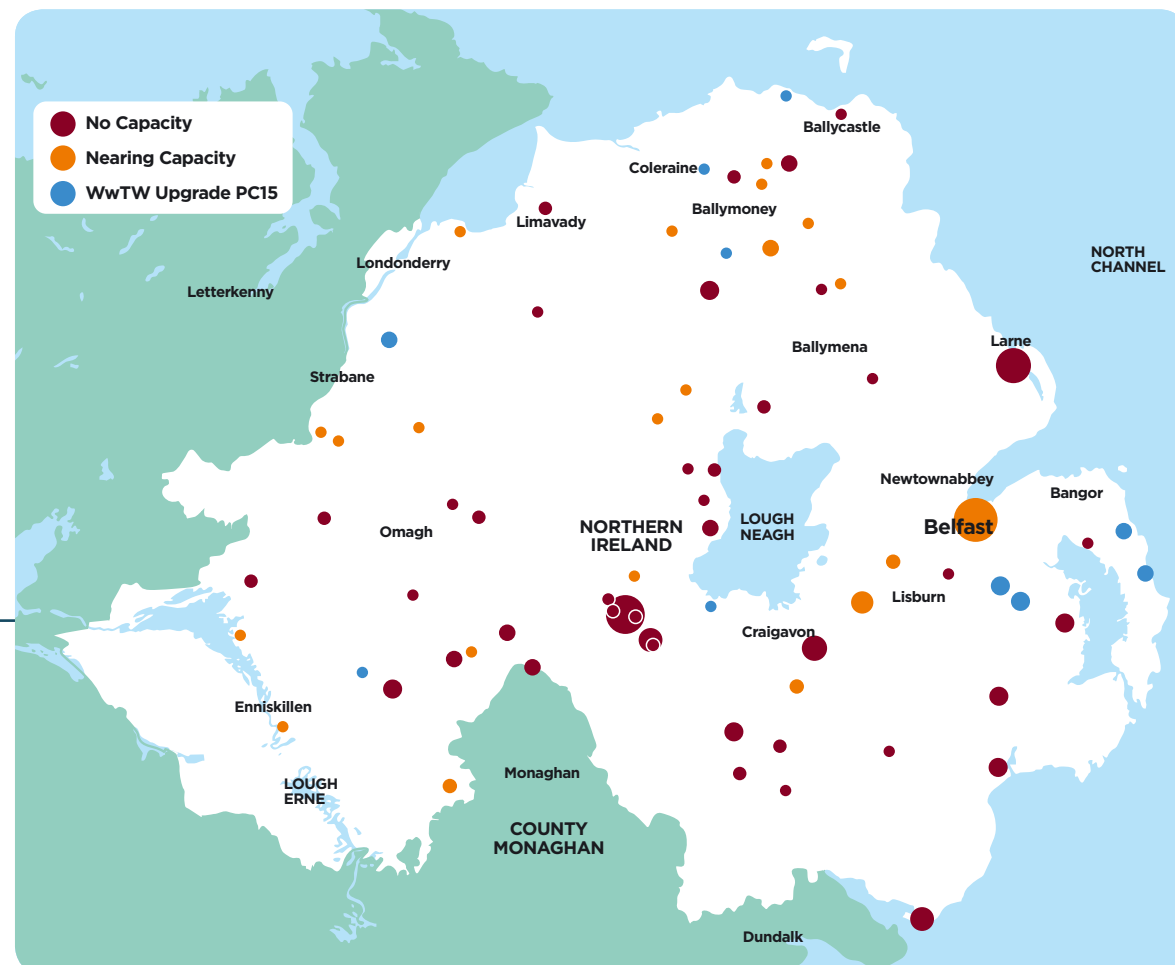 No Capacity
Nearing Capacity
WwTW Upgrade PC15
Ballycastle
Coleraine
Ballymoney
Limavady
Londonderry
Letterkenny
NORTH
CHANNEL
Larne
Ballymena
Strabane
Newtownabbey
Bangor
Belfast
Omagh
NORTHERN
IRELAND
LOUGH
NEAGH
Lisburn
Craigavon
Enniskillen
LOUGH
ERNE
Monaghan
COUNTY
MONAGHAN
Dundalk